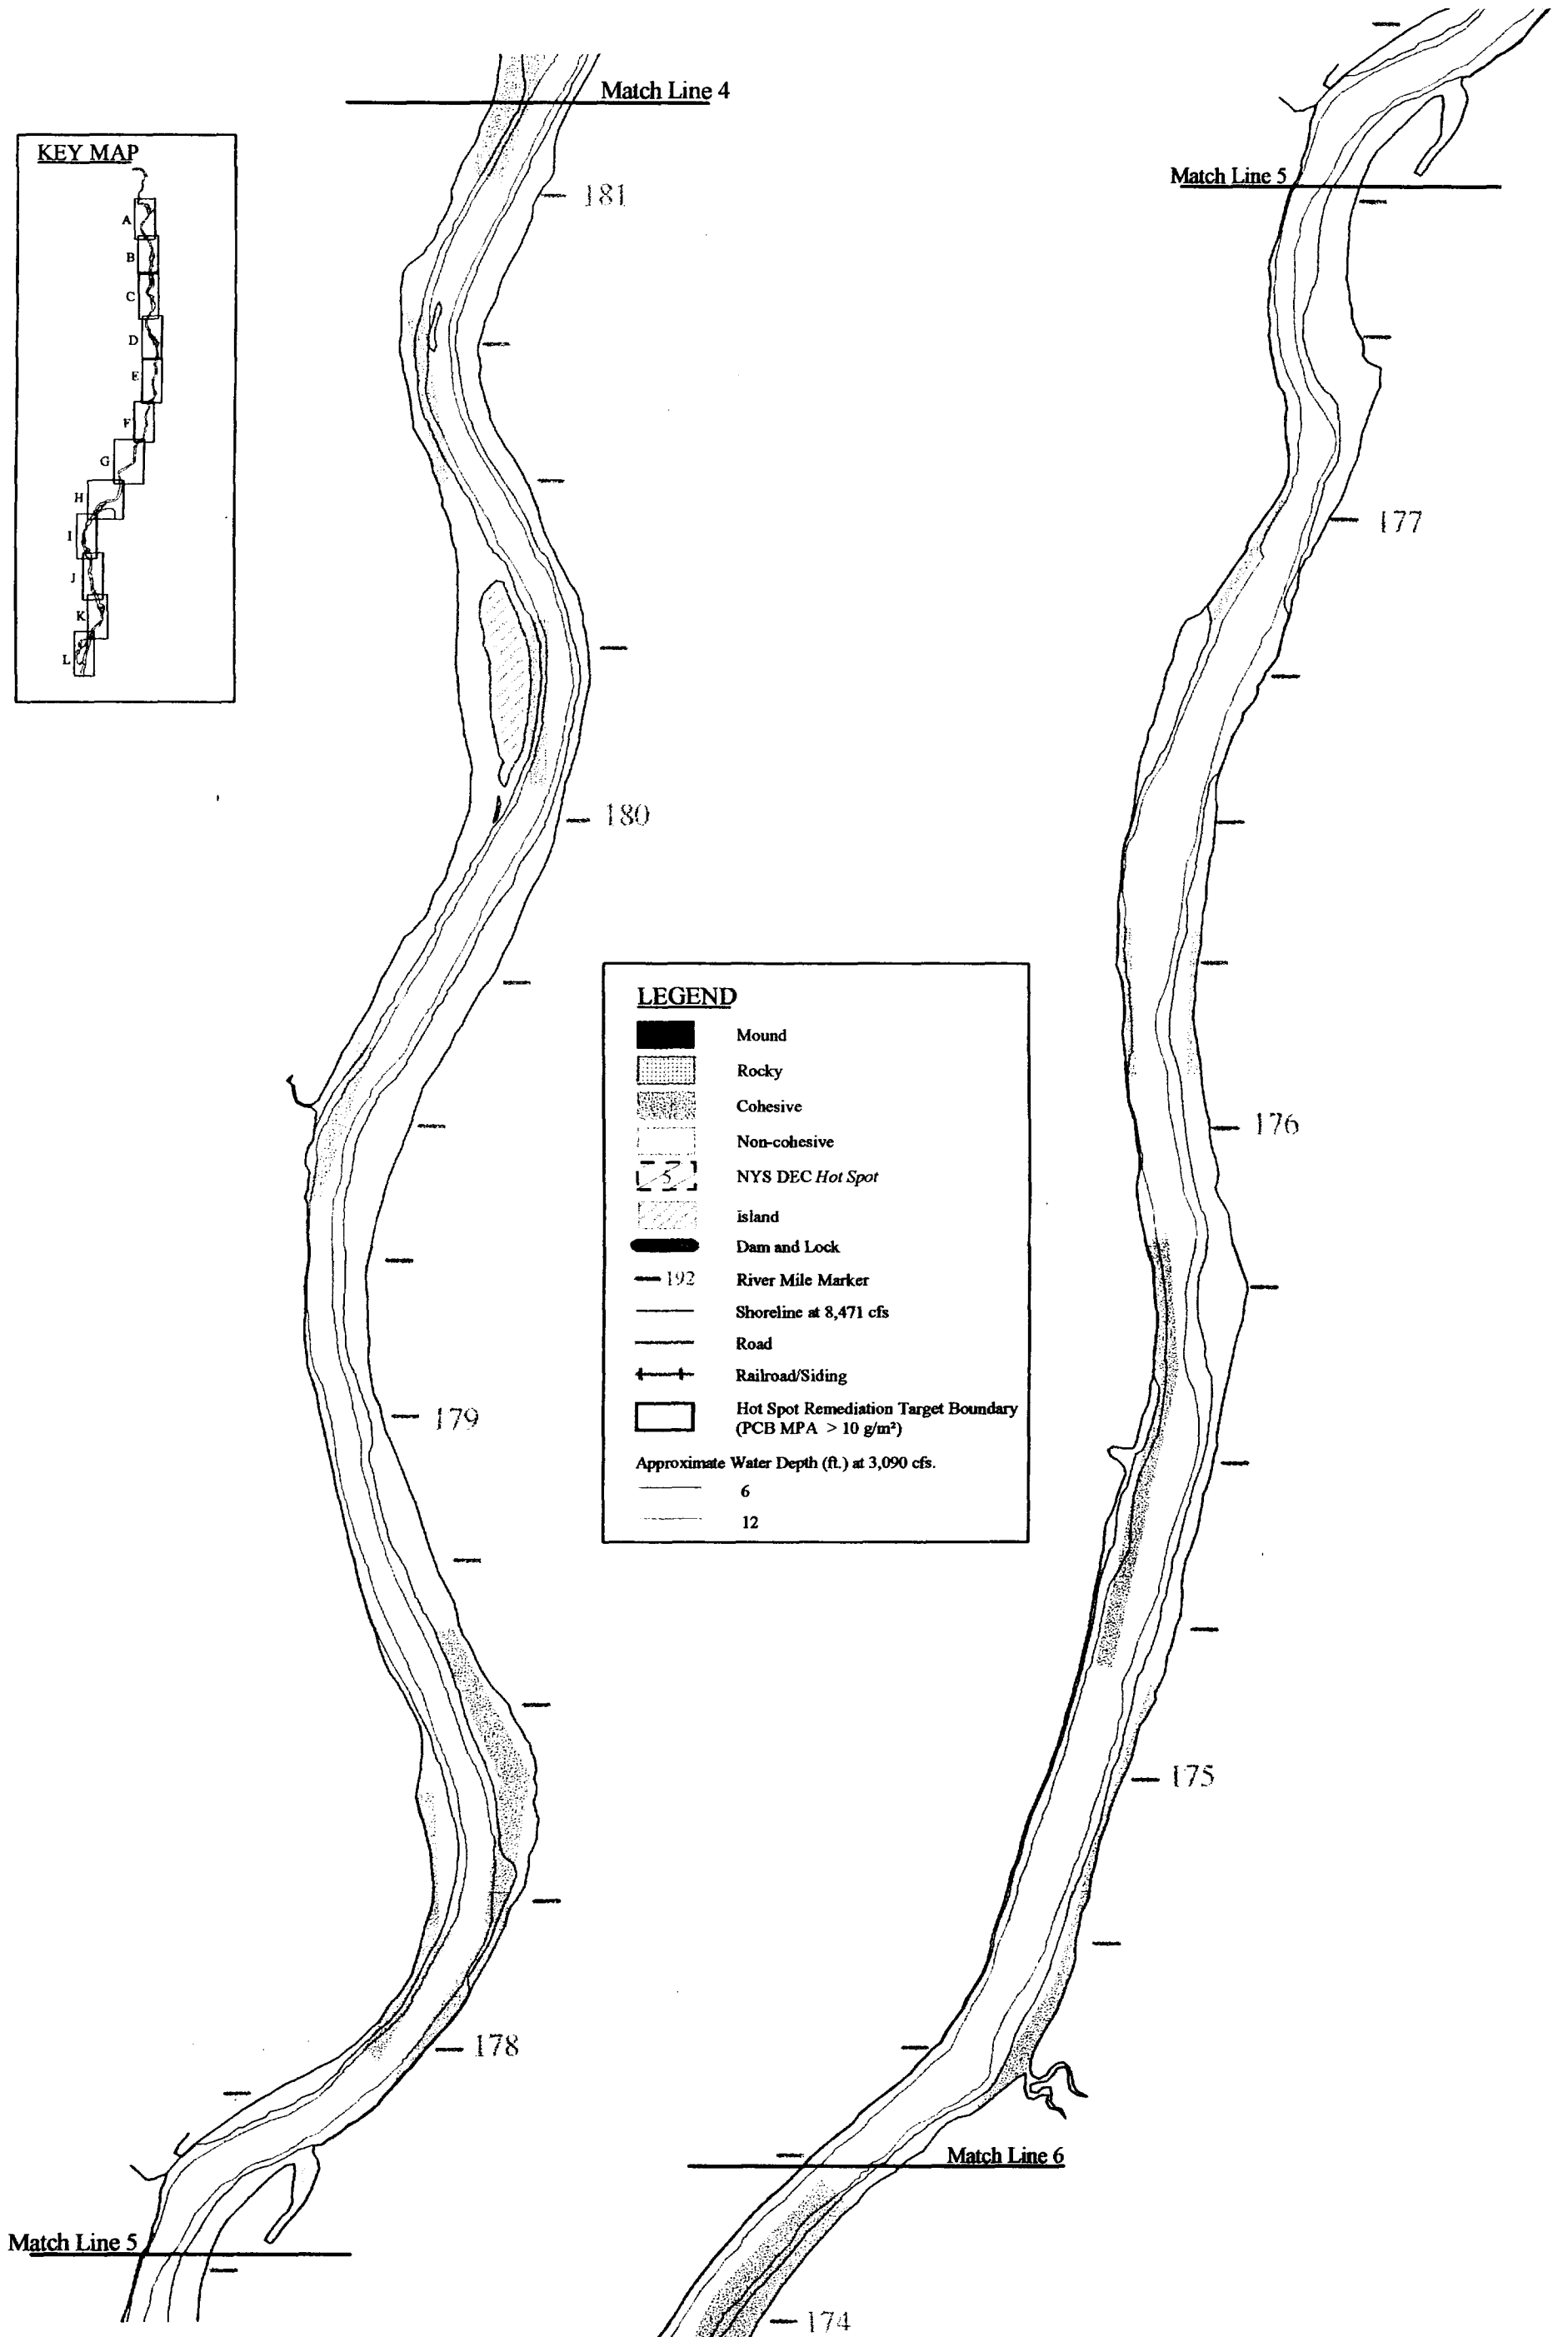 Match Line 4
KEY MAP
A
B
C
D
E
F
G
H
I
J
K
L
181
180
179
178
Match Line 5
Match Line 5
177
176
175
Match Line 6
174
LEGEND
Mound
Rocky
Cohesive
Non-cohesive
5 NYS DEC Hot Spot
island
Dam and Lock
192 River Mile Marker
Shoreline at 8,471 cfs
Road
Railroad/Siding
Hot Spot Remediation Target Boundary
(PCB MPA > 10 g/m²)
Approximate Water Depth (ft.) at 3,090 cfs.
6
12